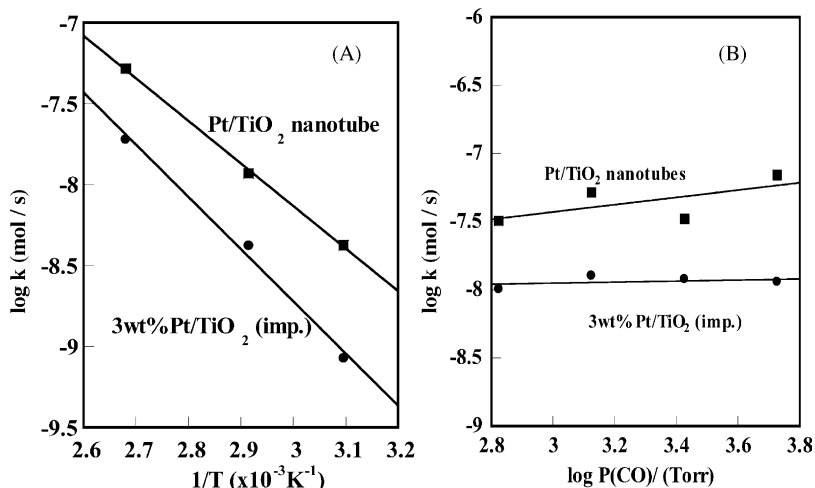 (A)
log k (mol / s)
-7
-7.5
-8
-8.5
-9
-9.5
Pt/TiO₂ nanotube
3wt%Pt/TiO₂ (imp.)
2.6 2.7 2.8 2.9 3 3.1 3.2
1/T (x10⁻³K⁻¹)
(B)
log k (mol / s)
-6
-6.5
-7
-7.5
-8
-8.5
-9
Pt/TiO₂ nanotubes
3wt%Pt/TiO₂ (imp.)
2.8 3 3.2 3.4 3.6 3.8
log P(CO)/ (Torr)